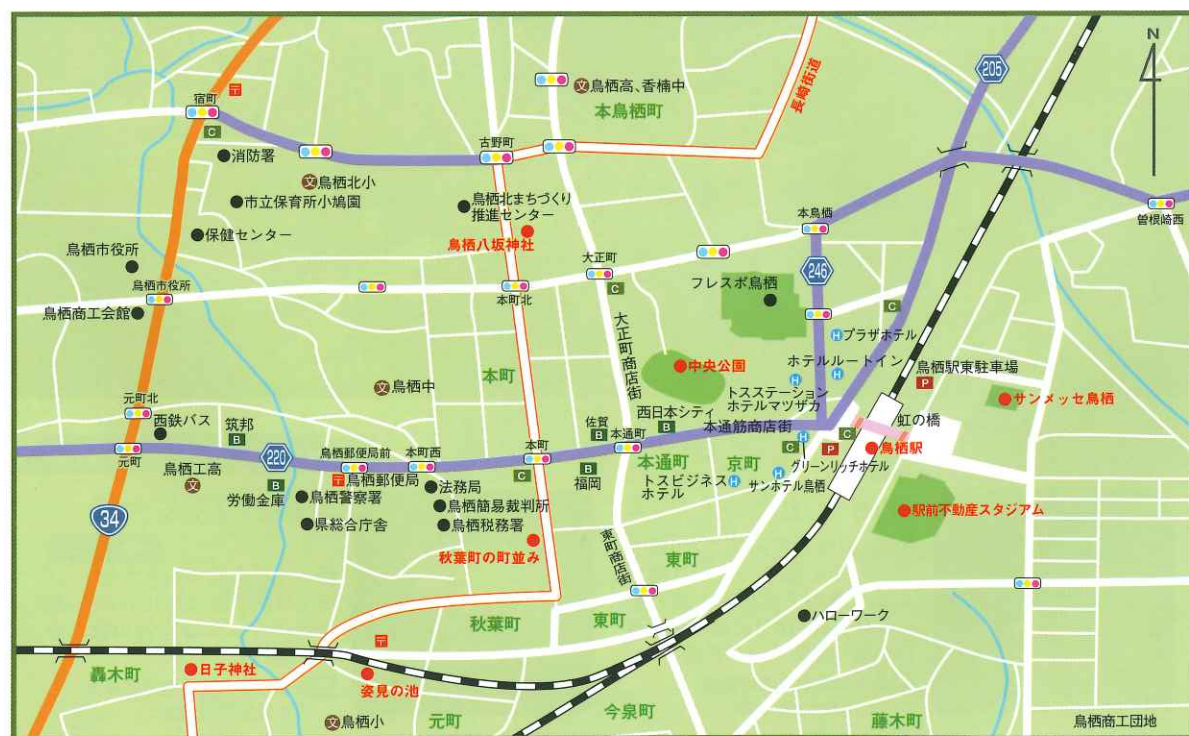 N
205
長崎街道
宿町
〒
C
文
鳥栖高、香楠中
本鳥栖町
古野町
消防署
文
鳥栖北小
市立保育所小鳩園
鳥栖北まちづくり
推進センター
鳥栖八坂神社
保健センター
本鳥栖
曽根崎西
大正町
246
鳥栖市役所
鳥栖市役所
本町北
C
フレスポ鳥栖
C
鳥栖商工会館
H
プラザホテル
大正町商店街
中央公園
ホテルルートイン
H
H
鳥栖駅東駐車場
P
文
鳥栖中
本町
トスステーション
ホテルマツザカ
サンメッセ鳥栖
元町北
西鉄バス
筑邦
B
佐賀
B
西日本シティ
B
本通筋商店街
虹の橋
元町
220
鳥栖郵便局前
本町西
本町
本通町
H
C
P
C
鳥栖駅
鳥栖工高
文
労働金庫
B
〒
鳥栖郵便局
C
B
福岡
本通町
京町
グリーンリッチホテル
トスビジネス
ホテル
H
サンホテル鳥栖
H
法務局
鳥栖警察署
鳥栖簡易裁判所
県総合庁舎
鳥栖税務署
駅前不動産スタジアム
34
秋葉町の町並み
東町商店街
東町
秋葉町
東町
ハローワーク
〒
轟木町
日子神社
姿見の池
文
鳥栖小
元町
今泉町
藤木町
鳥栖商工団地